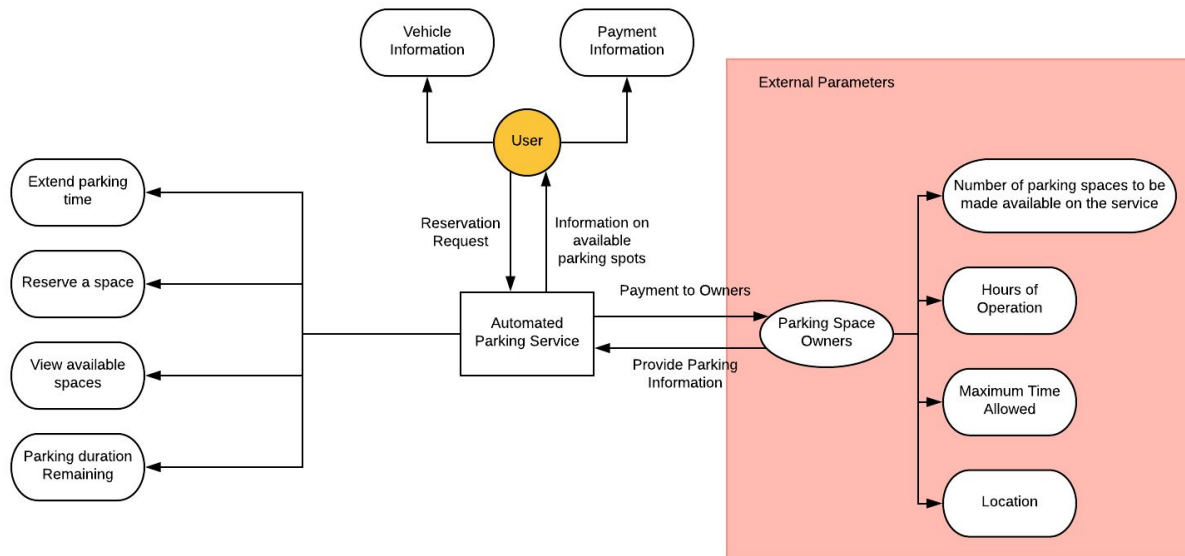 Vehicle
Information
Payment
Information
External Parameters
User
Extend parking
time
Number of parking spaces to be
made available on the service
Reservation
Request
Information on
available
parking spots
Reserve a space
Payment to Owners
Hours of
Operation
Automated
Parking Service
Parking Space
Owners
View available
spaces
Provide Parking
Information
Maximum Time
Allowed
Parking duration
Remaining
Location